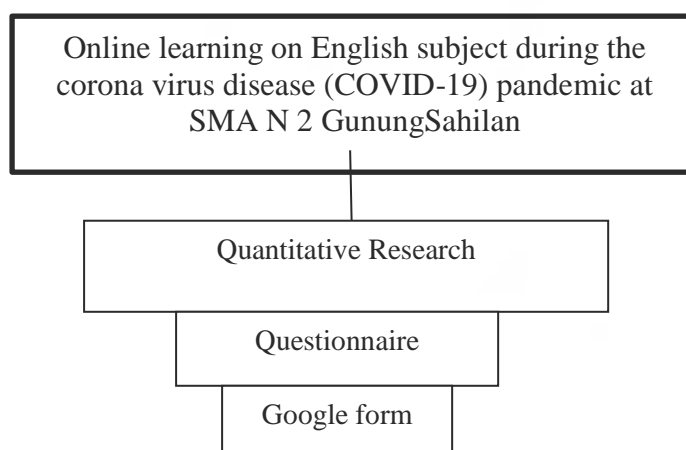 Online learning on English subject during the
corona virus disease (COVID-19) pandemic at
SMA N 2 GunungSahilan
Quantitative Research
Questionnaire
Google form